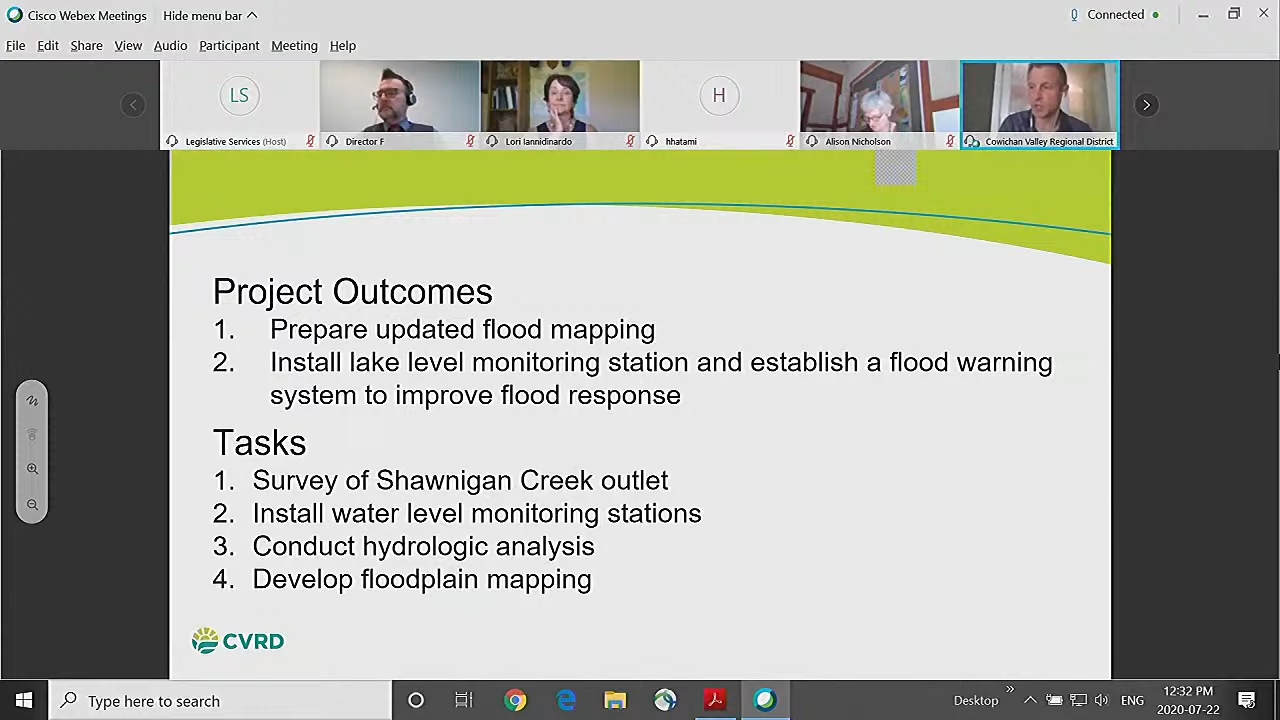 Cisco Webex Meetings
Hide menu bar
Connected
File Edit Share View Audio Participant Meeting Help
LS
H
Legislative Services (Host)
Director F
Lori Iannidinardo
hhatami
Alison Nicholson
Cowichan Valley Regional District
Project Outcomes
1. Prepare updated flood mapping
2. Install lake level monitoring station and establish a flood warning
system to improve flood response
Tasks
1. Survey of Shawnigan Creek outlet
2. Install water level monitoring stations
3. Conduct hydrologic analysis
4. Develop floodplain mapping
CVRD
Type here to search
Desktop
ENG
12:32 PM
2020-07-22